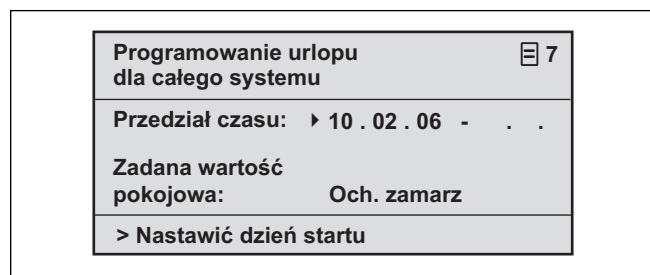 Programowanie urlopu 7
dla całego systemu
Przedział czasu: 10 . 02 . 06 - . .
Zadana wartość
pokojowa: Och. zamarz
> Nastawić dzień startu